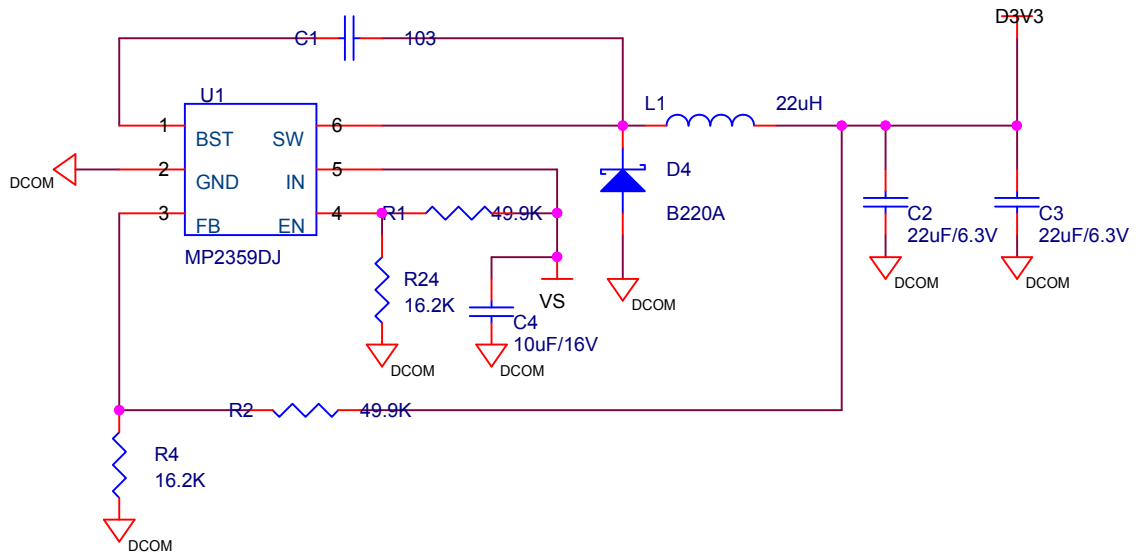 D3V3
C1 103
U1
L1 22uH
1 BST SW 6
2 GND IN 5
3 FB EN 4
MP2359DJ
DCOM
R1 49.9K
D4
B220A
C2
22uF/6.3V
C3
22uF/6.3V
R24
16.2K
VS
C4
10uF/16V
DCOM
DCOM
DCOM
DCOM
DCOM
R2 49.9K
R4
16.2K
DCOM